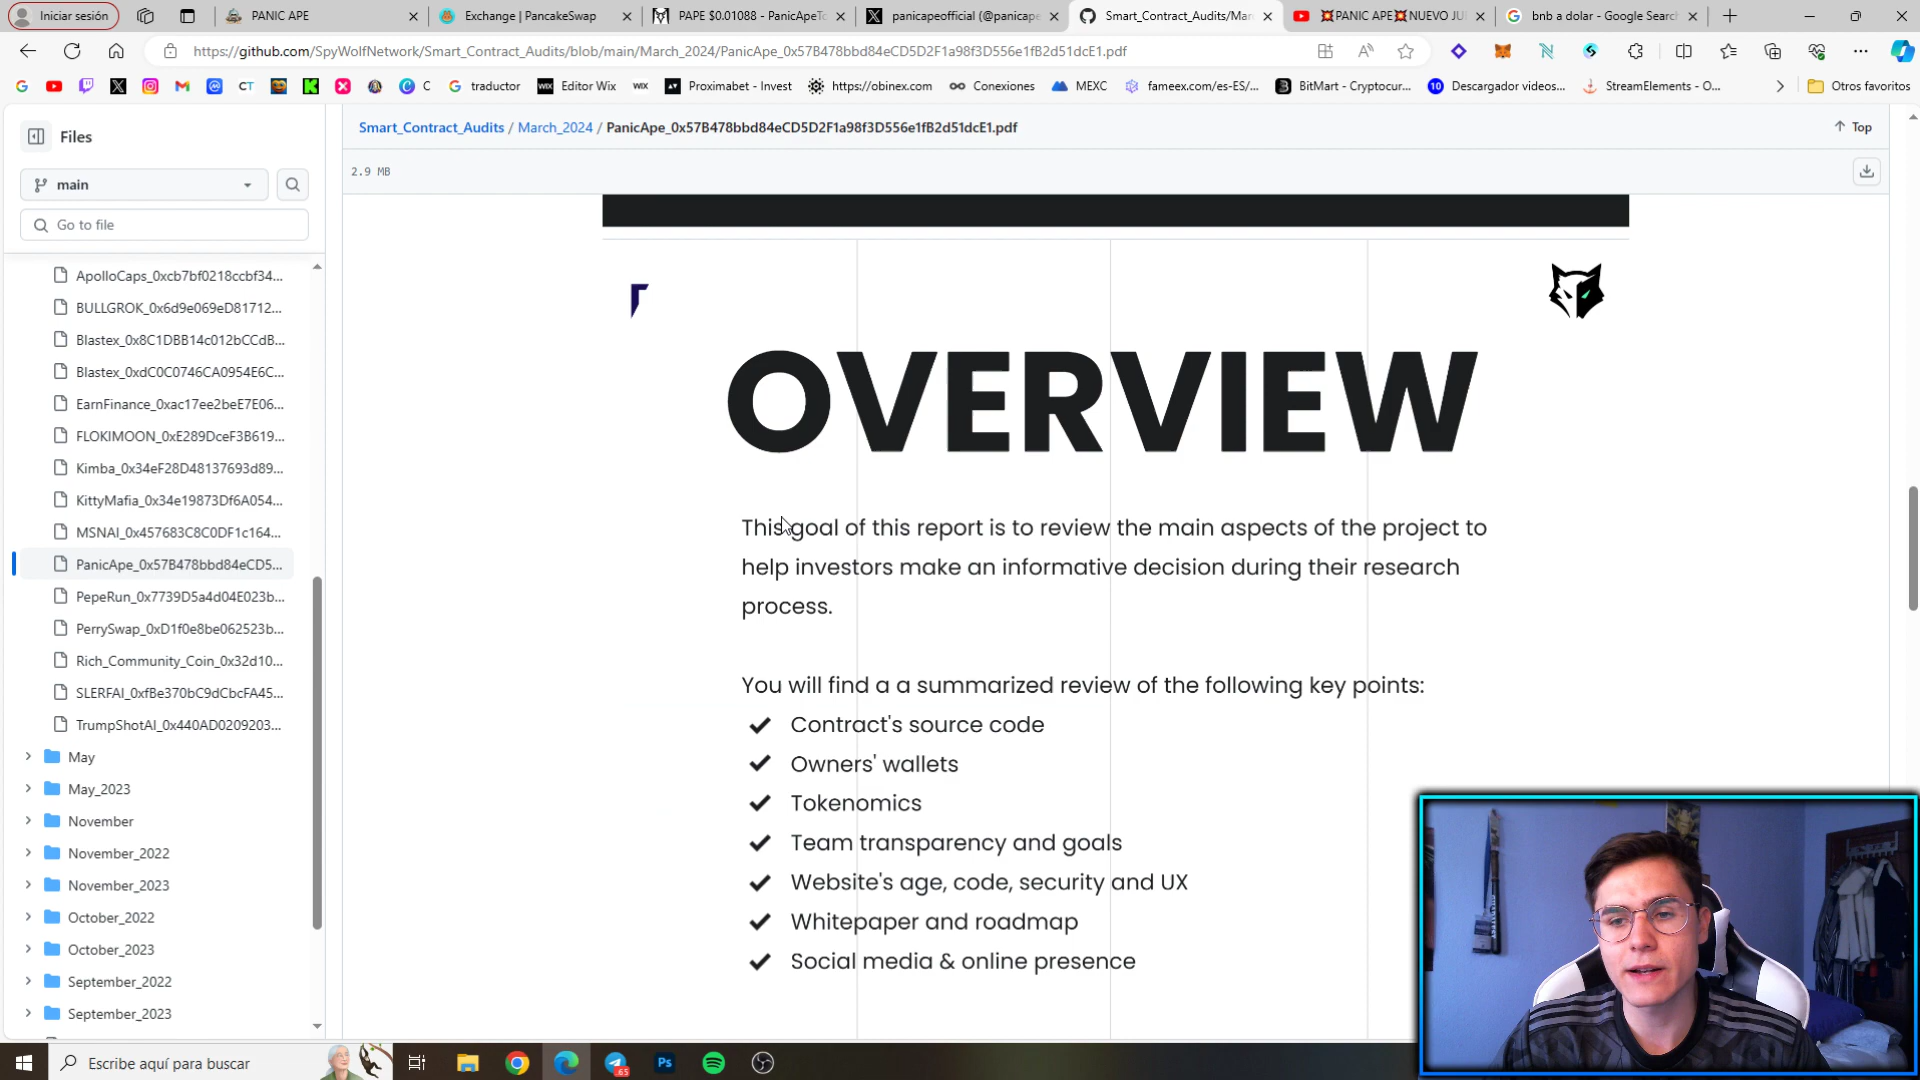 Iniciar sesión
PANIC APE
Exchange | PancakeSwap
PAPE $0.01088 - PanicApeTo
panicapeofficial (@panicape
Smart_Contract_Audits/Mar
💥PANIC APE💥NUEVO JU
bnb a dolar - Google Search
https://github.com/SpyWolfNetwork/Smart_Contract_Audits/blob/main/March_2024/PanicApe_0x57B478bbd84eCD5D2F1a98f3D556e1fB2d51dcE1.pdf
CT
C
traductor
Editor Wix
Proximabet - Invest
https://obinex.com
Conexiones
MEXC
fameex.com/es-ES/...
BitMart - Cryptocur...
Descargador videos...
StreamElements - O...
Otros favoritos
Files
Smart_Contract_Audits / March_2024 / PanicApe_0x57B478bbd84eCD5D2F1a98f3D556e1fB2d51dcE1.pdf
Top
2.9 MB
main
Go to file
ApolloCaps_0xcb7bf0218ccbf34...
BULLGROK_0x6d9e069eD81712...
Blastex_0x8C1DBB14c012bCCdB...
Blastex_0xdC0C0746CA0954E6C...
EarnFinance_0xac17ee2beE7E06...
FLOKIMOON_0xE289DceF3B619...
Kimba_0x34eF28D48137693d89...
KittyMafia_0x34e19873Df6A054...
MSNAI_0x457683C8C0DF1c164...
PanicApe_0x57B478bbd84eCD5...
PepeRun_0x7739D5a4d04E023b...
PerrySwap_0xD1f0e8be062523b...
Rich_Community_Coin_0x32d10...
SLERFAI_0xfBe370bC9dCbcFA45...
TrumpShotAI_0x440AD0209203...
May
May_2023
November
November_2022
November_2023
October_2022
October_2023
September_2022
September_2023
OVERVIEW
This goal of this report is to review the main aspects of the project to
help investors make an informative decision during their research
process.
You will find a a summarized review of the following key points:
Contract's source code
Owners' wallets
Tokenomics
Team transparency and goals
Website's age, code, security and UX
Whitepaper and roadmap
Social media & online presence
Escribe aquí para buscar
65
Ps